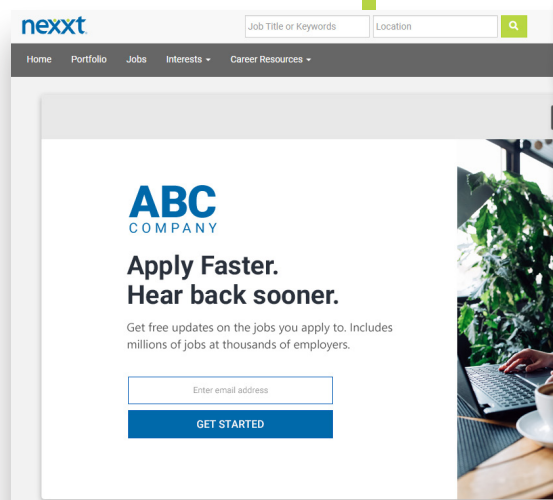 nexxt
Job Title or Keywords
Location
Home Portfolio Jobs Interests Career Resources
ABC
COMPANY
Apply Faster.
Hear back sooner.
Get free updates on the jobs you apply to. Includes
millions of jobs at thousands of employers.
Enter email address
GET STARTED